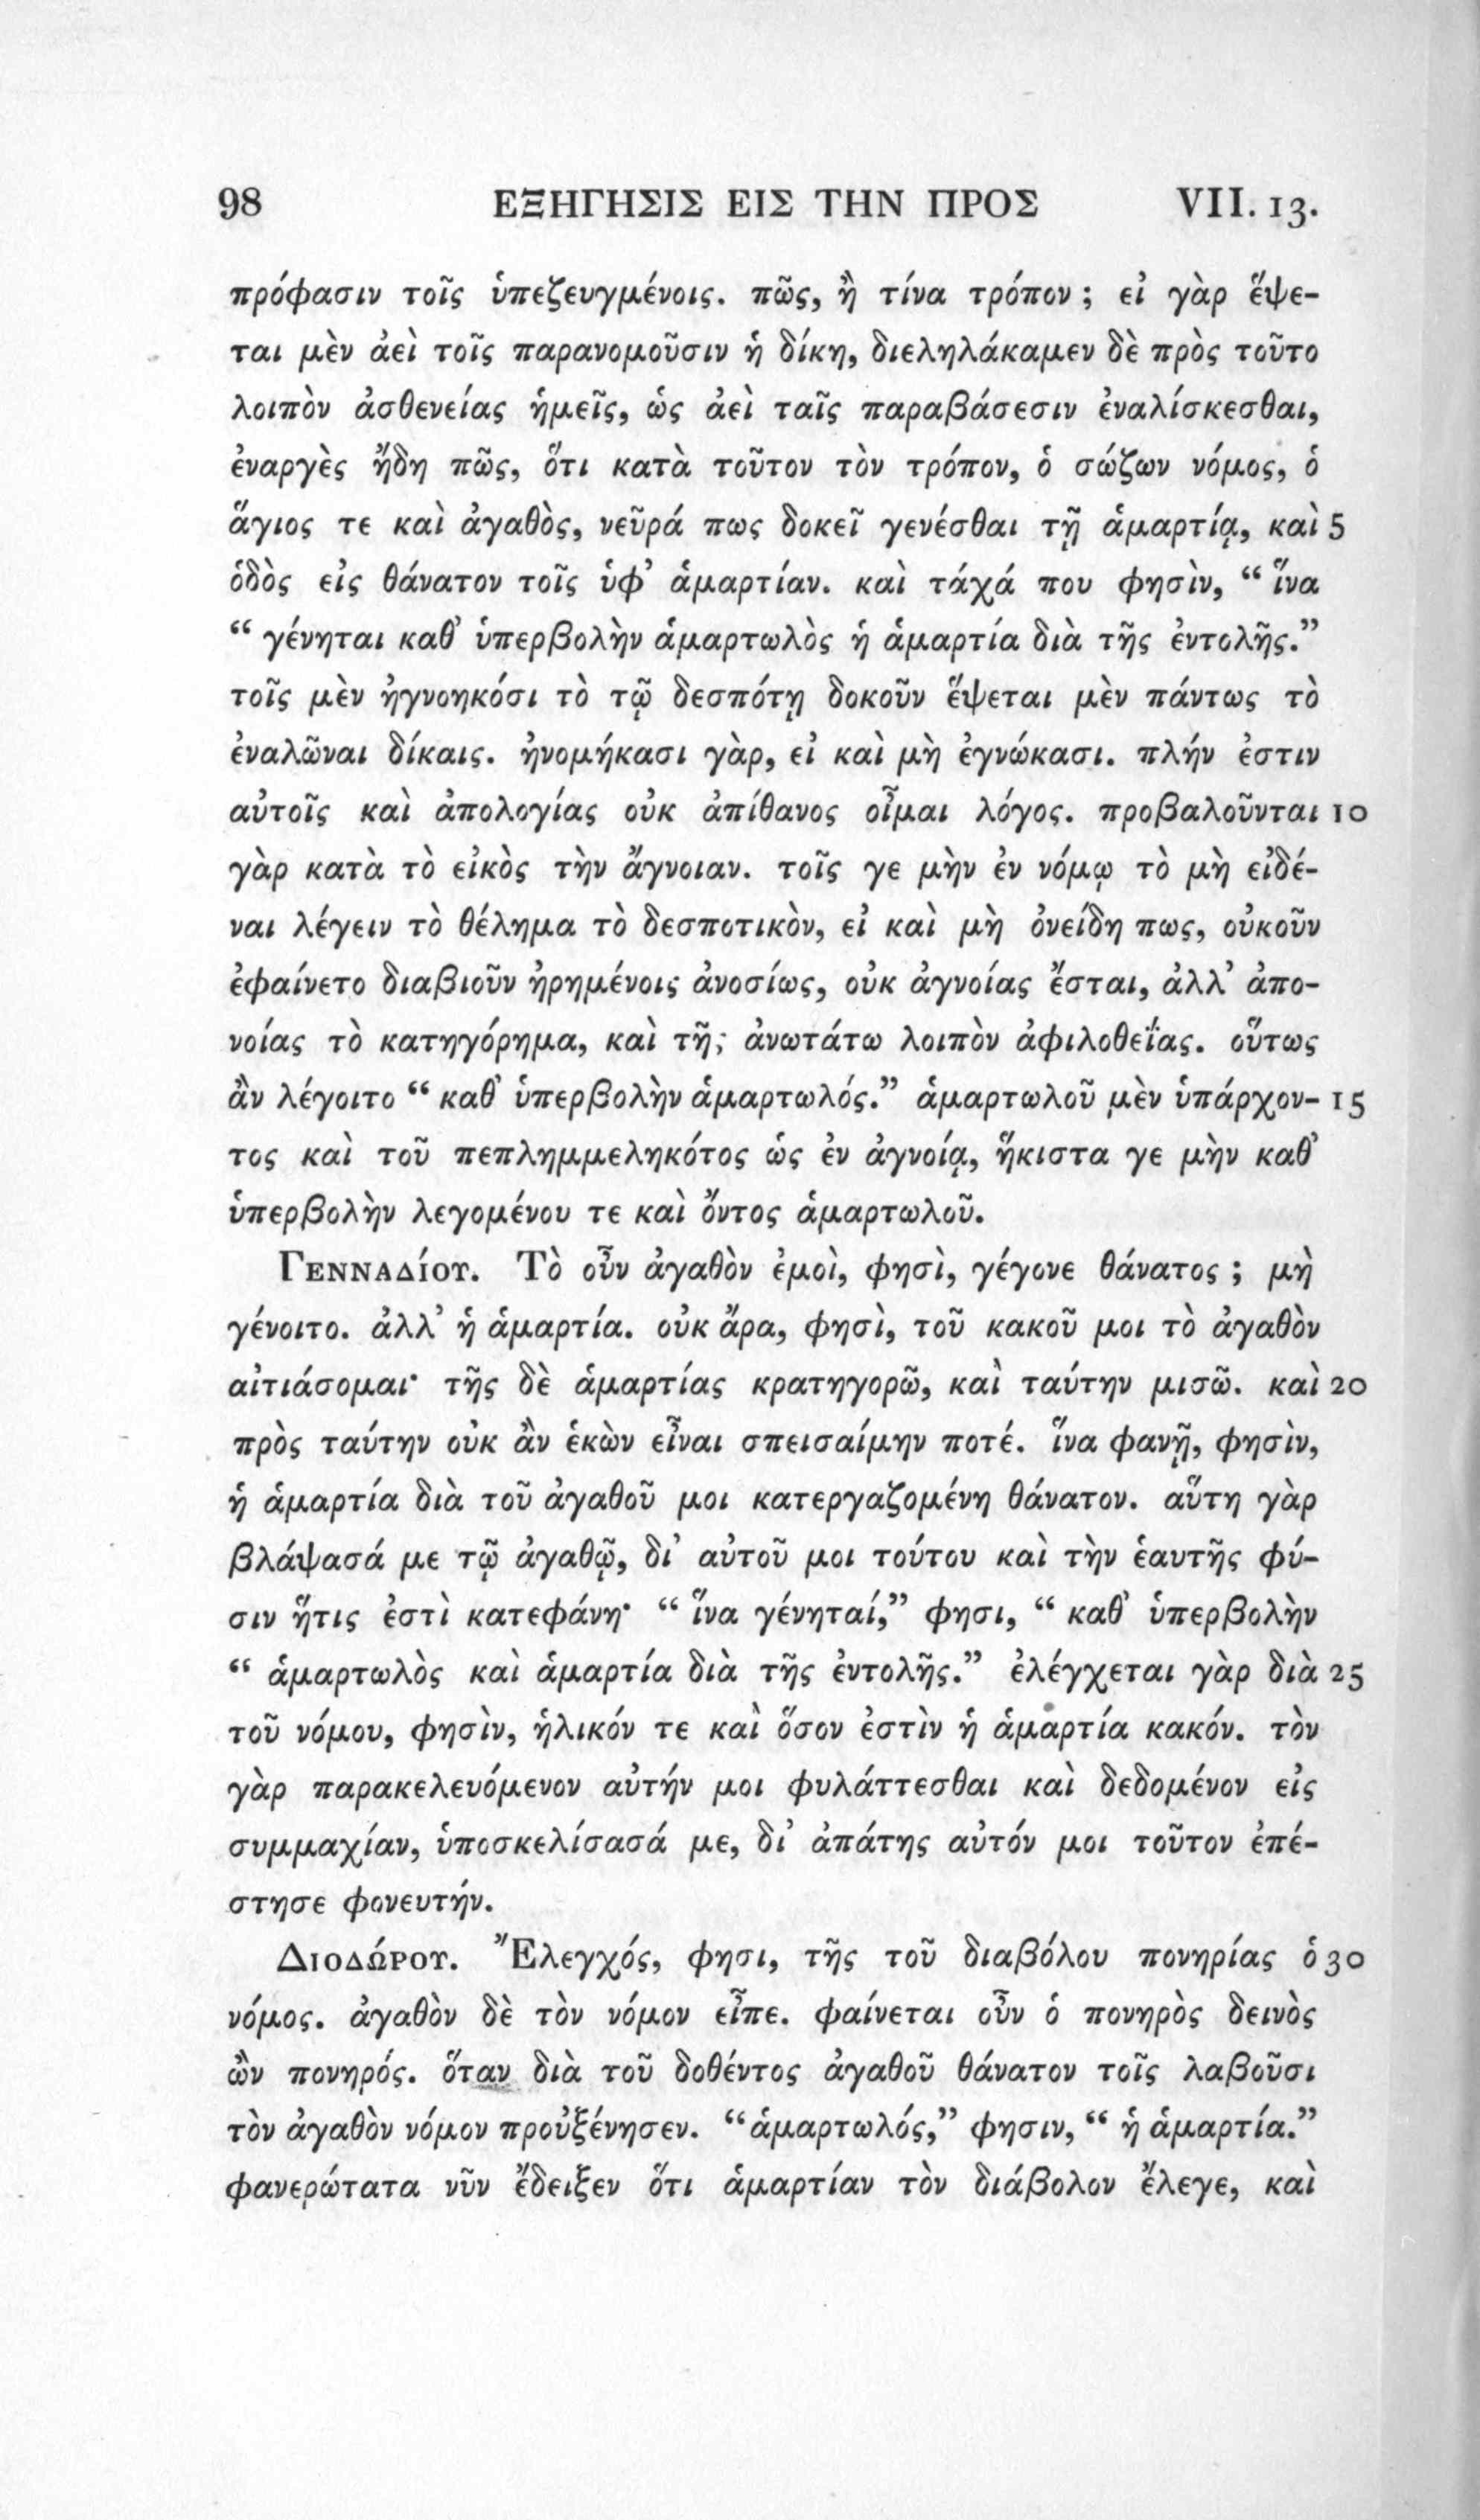 98 ΕΞΗΓΗΣΙΣ ΕΙΣ ΤΗΝ ΠΡΟΣ VII. 13.
πρόφασιν τοῖς ὑπεζευγμένοις. πῶς, ἢ τίνα τρόπον ; εἰ γὰρ ἕψε-
ται μὲν ἀεὶ τοῖς παρανομοῦσιν ἡ δίκη, διεληλάκαμεν δὲ πρὸς τοῦτο
λοιπὸν ἀσθενείας ἡμεῖς, ὡς ἀεὶ ταῖς παραβάσεσιν ἐναλίσκεσθαι,
ἐναργὲς ἤδη πῶς, ὅτι κατὰ τοῦτον τὸν τρόπον, ὁ σώζων νόμος, ὁ
ἅγιος τε καὶ ἀγαθὸς, νεῦρά πως δοκεῖ γενέσθαι τῇ ἁμαρτίᾳ, καὶ 5
ὁδὸς εἰς θάνατον τοῖς ὑφ’ ἁμαρτίαν. καὶ τάχά που φησὶν, “ ἵνα
“ γένηται καθ’ ὑπερβολὴν ἁμαρτωλὸς ἡ ἁμαρτία διὰ τῆς ἐντολῆς.”
τοῖς μὲν ἠγνοηκόσι τὸ τῷ δεσπότῃ δοκοῦν ἕψεται μὲν πάντως τὸ
ἐναλῶναι δίκαις. ἠνομήκασι γὰρ, εἰ καὶ μὴ ἐγνώκασι. πλήν ἐστιν
αὐτοῖς καὶ ἀπολογίας οὐκ ἀπίθανος οἶμαι λόγος. προβαλοῦνται 10
γὰρ κατὰ τὸ εἰκὸς τὴν ἄγνοιαν. τοῖς γε μὴν ἐν νόμῳ τὸ μὴ εἰδέ-
ναι λέγειν τὸ θέλημα τὸ δεσποτικὸν, εἰ καὶ μὴ ὀνείδη πως, οὐκοῦν
ἐφαίνετο διαβιοῦν ᾑρημένοις ἀνοσίως, οὐκ ἀγνοίας ἔσται, ἀλλ’ ἀπο-
νοίας τὸ κατηγόρημα, καὶ τῆς ἀνωτάτω λοιπὸν ἀφιλοθεΐας. οὕτως
ἂν λέγοιτο “ καθ’ ὑπερβολὴν ἁμαρτωλός.” ἁμαρτωλοῦ μὲν ὑπάρχον- 15
τος καὶ τοῦ πεπλημμεληκότος ὡς ἐν ἀγνοίᾳ, ἥκιστα γε μὴν καθ’
ὑπερβολὴν λεγομένου τε καὶ ὄντος ἁμαρτωλοῦ.
ΓΕΝΝΑΔΊΟΥ. Τὸ οὖν ἀγαθὸν ἐμοὶ, φησὶ, γέγονε θάνατος ; μὴ
γένοιτο. ἀλλ’ ἡ ἁμαρτία. οὐκ ἄρα, φησὶ, τοῦ κακοῦ μοι τὸ ἀγαθὸν
αἰτιάσομαι· τῆς δὲ ἁμαρτίας κρατηγορῶ, καὶ ταύτην μισῶ. καὶ 20
πρὸς ταύτην οὐκ ἂν ἑκὼν εἶναι σπεισαίμην ποτέ. ἵνα φανῇ, φησὶν,
ἡ ἁμαρτία διὰ τοῦ ἀγαθοῦ μοι κατεργαζομένη θάνατον. αὕτη γὰρ
βλάψασά με τῷ ἀγαθῷ, δι’ αὐτοῦ μοι τούτου καὶ τὴν ἑαυτῆς φύ-
σιν ἥτις ἐστὶ κατεφάνη· “ ἵνα γένηταί,” φησι, “ καθ’ ὑπερβολὴν
“ ἁμαρτωλὸς καὶ ἁμαρτία διὰ τῆς ἐντολῆς.” ἐλέγχεται γὰρ διὰ 25
τοῦ νόμου, φησὶν, ἡλικόν τε καὶ ὅσον ἐστὶν ἡ ἁμαρτία κακόν. τὸν
γὰρ παρακελευόμενον αὐτήν μοι φυλάττεσθαι καὶ δεδομένον εἰς
συμμαχίαν, ὑποσκελίσασά με, δι’ ἀπάτης αὐτόν μοι τοῦτον ἐπέ-
στησε φονευτήν.
ΔΙΟΔΏΡΟΥ. Ἔλεγχός, φησι, τῆς τοῦ διαβόλου πονηρίας ὁ 30
νόμος. ἀγαθὸν δὲ τὸν νόμον εἶπε. φαίνεται οὖν ὁ πονηρὸς δεινὸς
ὢν πονηρός. ὅταν διὰ τοῦ δοθέντος ἀγαθοῦ θάνατον τοῖς λαβοῦσι
τὸν ἀγαθὸν νόμον προὐξένησεν. “ ἁμαρτωλός,” φησιν, “ ἡ ἁμαρτία.”
φανερώτατα νῦν ἔδειξεν ὅτι ἁμαρτίαν τὸν διάβολον ἔλεγε, καὶ